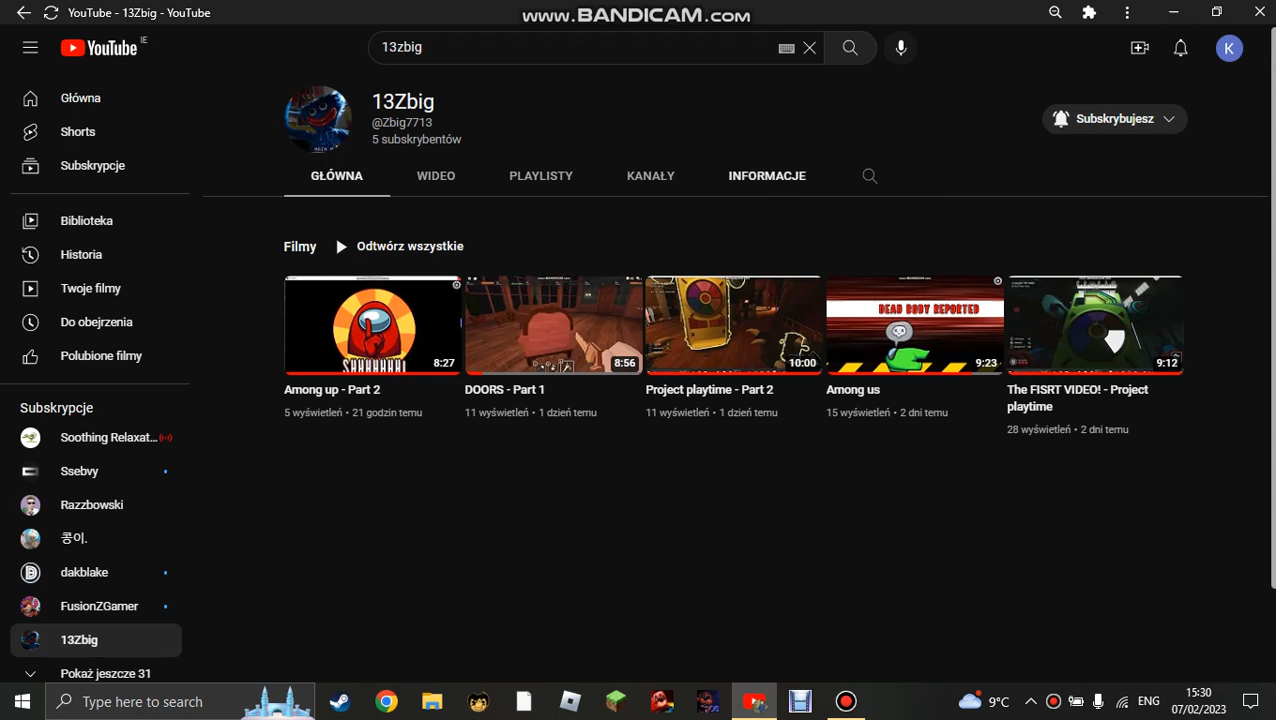 YouTube - 13Zbig - YouTube
www.BANDICAM.com
YouTube IE
13zbig
K
Główna
Shorts
Subskrypcje
Biblioteka
Historia
Twoje filmy
Do obejrzenia
Polubione filmy
Subskrypcje
Soothing Relaxat...
Ssebvy
Razzbowski
콩이.
dakblake
FusionZGamer
13Zbig
Pokaż jeszcze 31
13Zbig
@Zbig7713
5 subskrybentów
Subskrybujesz
GŁÓWNA WIDEO PLAYLISTY KANAŁY INFORMACJE
Filmy Odtwórz wszystkie
SHHHHHHH!
8:27
Among up - Part 2
5 wyświetleń • 21 godzin temu
8:56
DOORS - Part 1
11 wyświetleń • 1 dzień temu
10:00
Project playtime - Part 2
11 wyświetleń • 1 dzień temu
DEAD BODY REPORTED
9:23
Among us
15 wyświetleń • 2 dni temu
9:12
The FISRT VIDEO! - Project
playtime
28 wyświetleń • 2 dni temu
Type here to search
9°C
ENG
15:30
07/02/2023